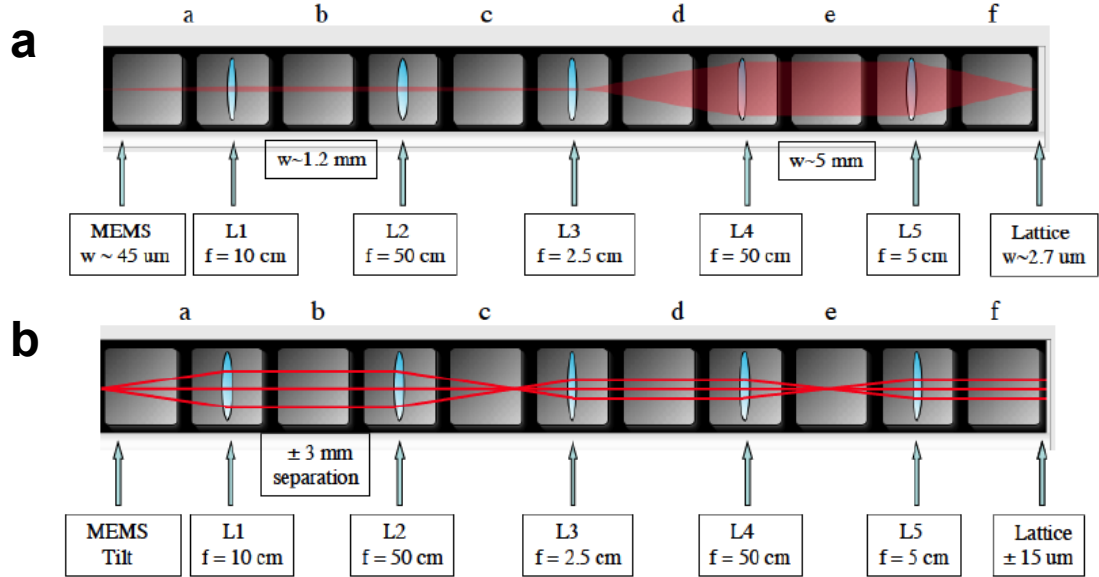 a b c d e f
a
w~1.2 mm
w~5 mm
MEMS
w ~ 45 um
L1
f = 10 cm
L2
f = 50 cm
L3
f = 2.5 cm
L4
f = 50 cm
L5
f = 5 cm
Lattice
w~2.7 um
a b c d e f
b
± 3 mm
separation
MEMS
Tilt
L1
f = 10 cm
L2
f = 50 cm
L3
f = 2.5 cm
L4
f = 50 cm
L5
f = 5 cm
Lattice
± 15 um